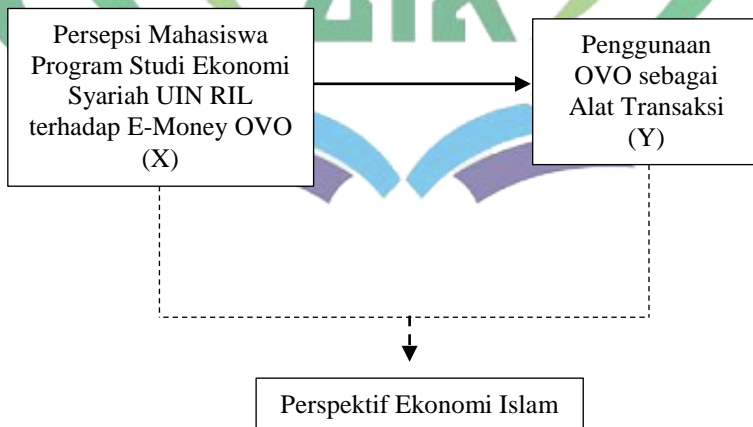 Persepsi Mahasiswa
Program Studi Ekonomi
Syariah UIN RIL
terhadap E-Money OVO
(X)
Penggunaan
OVO sebagai
Alat Transaksi
(Y)
Perspektif Ekonomi Islam